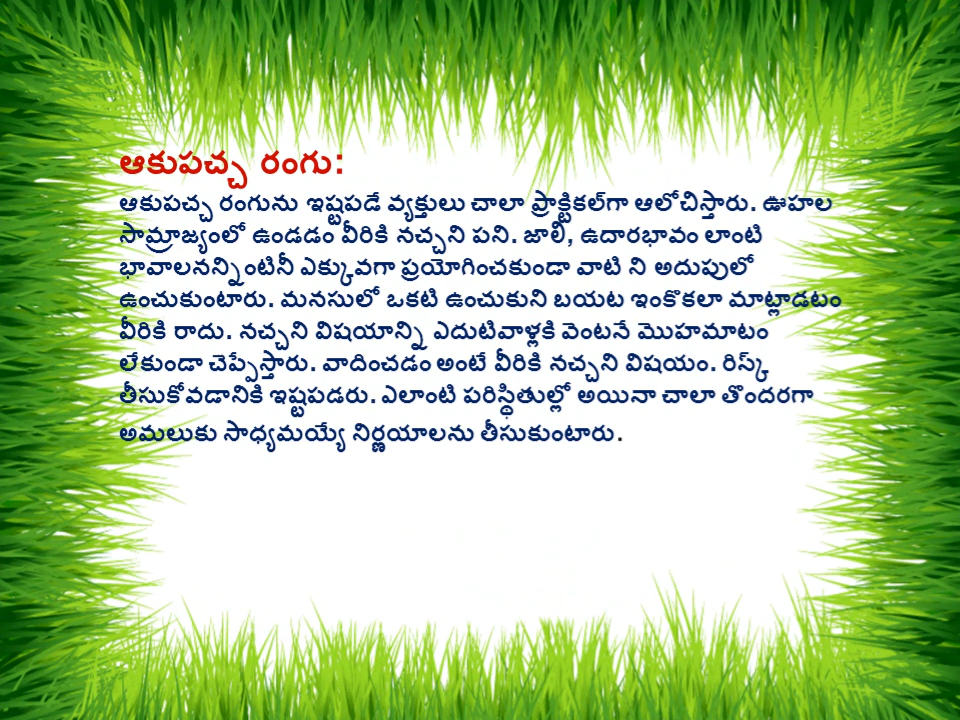 ఆకుపచ్చ రంగు:
ఆకుపచ్చ రంగును ఇష్టపడే వ్యక్తులు చాలా ప్రాక్టికల్‌గా ఆలోచిస్తారు. ఊహల
సామ్రాజ్యంలో ఉండడం వీరికి నచ్చని పని. జాలి, ఉదారభావం లాంటి
భావాలనన్నింటినీ ఎక్కువగా ప్రయోగించకుండా వాటి ని అదుపులో
ఉంచుకుంటారు. మనసులో ఒకటి ఉంచుకుని బయట ఇంకొకలా మాట్లాడటం
వీరికి రాదు. నచ్చని విషయాన్ని ఎదుటివాళ్లకి వెంటనే మొహమాటం
లేకుండా చెప్పేస్తారు. వాదించడం అంటే వీరికి నచ్చని విషయం. రిస్క్
తీసుకోవడానికి ఇష్టపడరు. ఎలాంటి పరిస్థితుల్లో అయినా చాలా తొందరగా
అమలుకు సాధ్యమయ్యే నిర్ణయాలను తీసుకుంటారు.